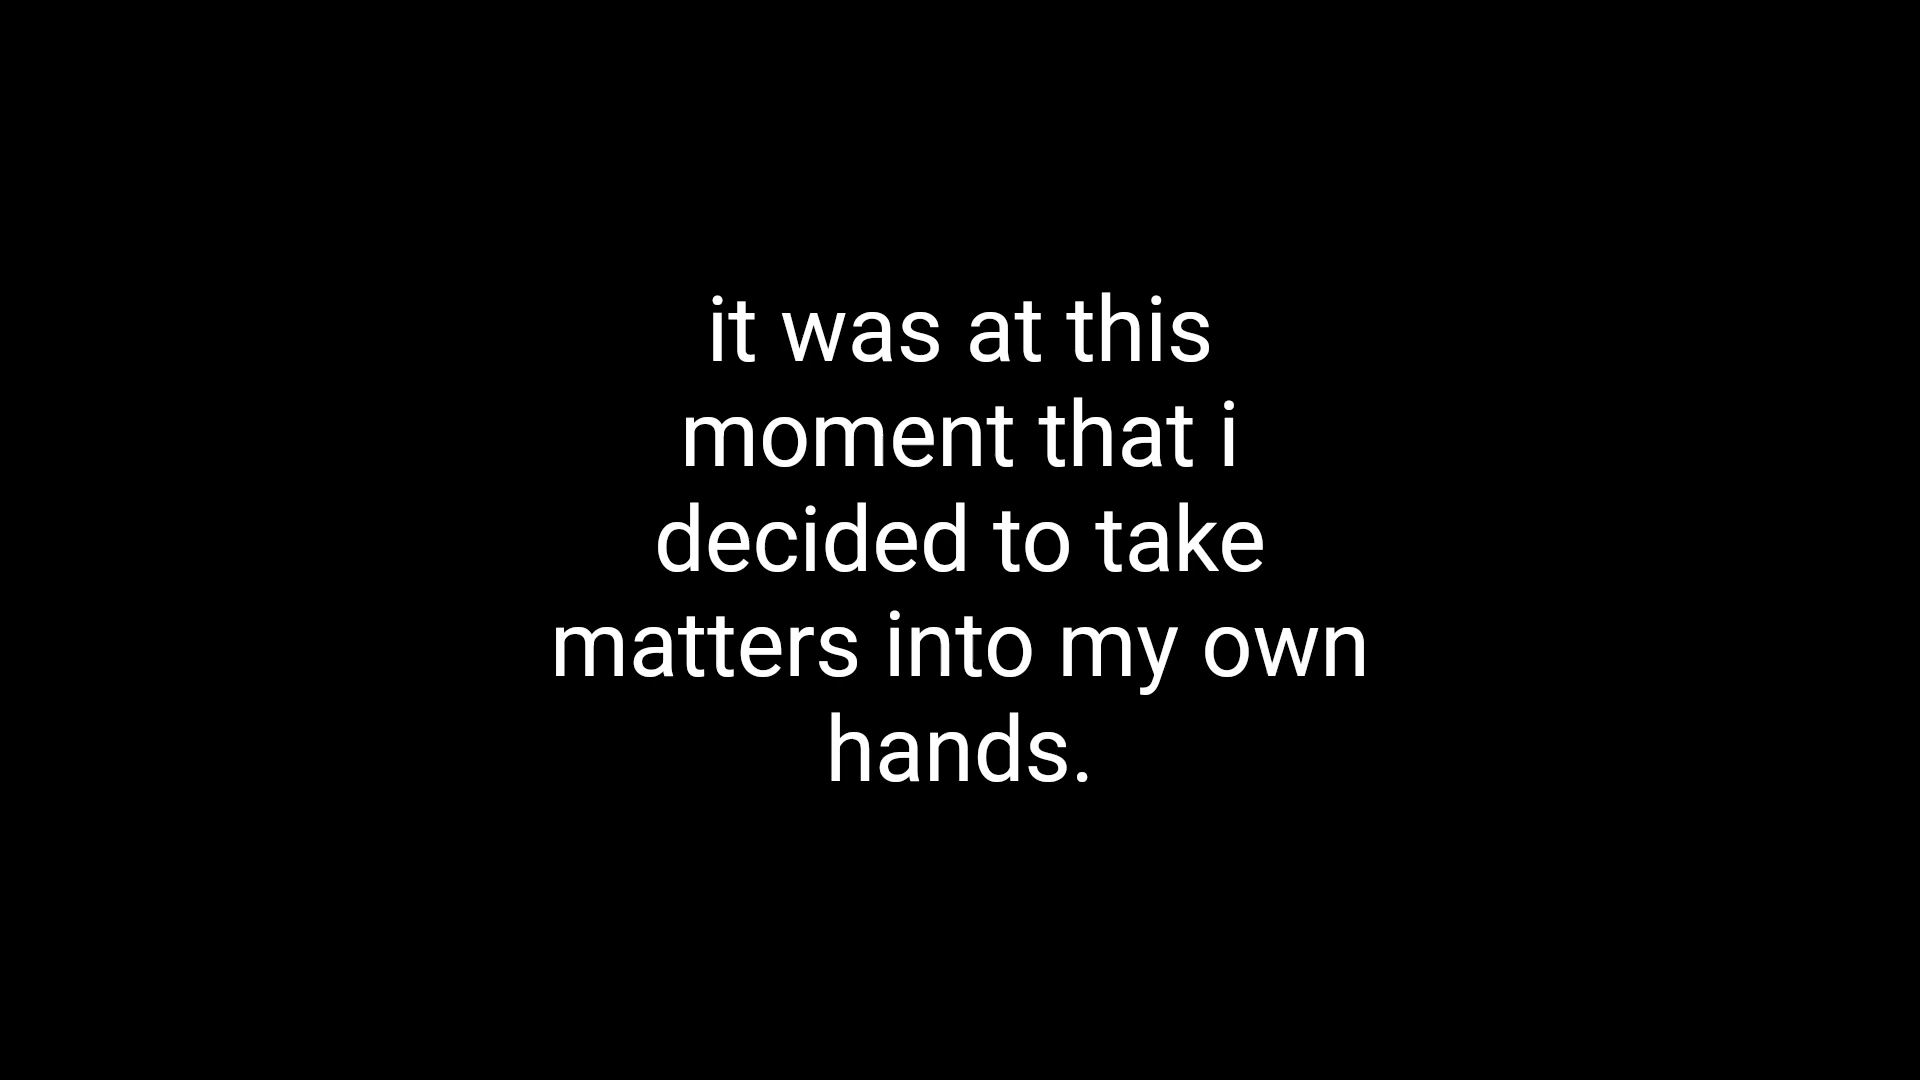 it was at this
moment that i
decided to take
matters into my own
hands.